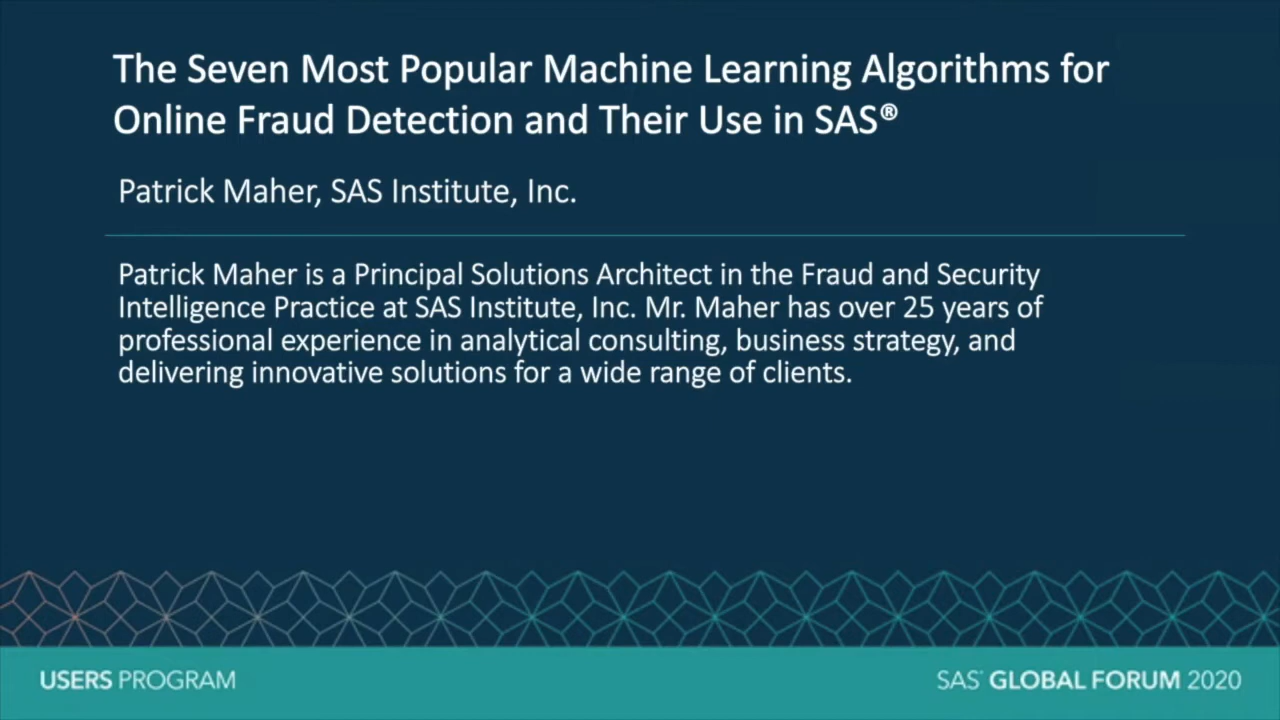 The Seven Most Popular Machine Learning Algorithms for
Online Fraud Detection and Their Use in SAS®
Patrick Maher, SAS Institute, Inc.
Patrick Maher is a Principal Solutions Architect in the Fraud and Security
Intelligence Practice at SAS Institute, Inc. Mr. Maher has over 25 years of
professional experience in analytical consulting, business strategy, and
delivering innovative solutions for a wide range of clients.
USERS PROGRAM
SAS® GLOBAL FORUM 2020